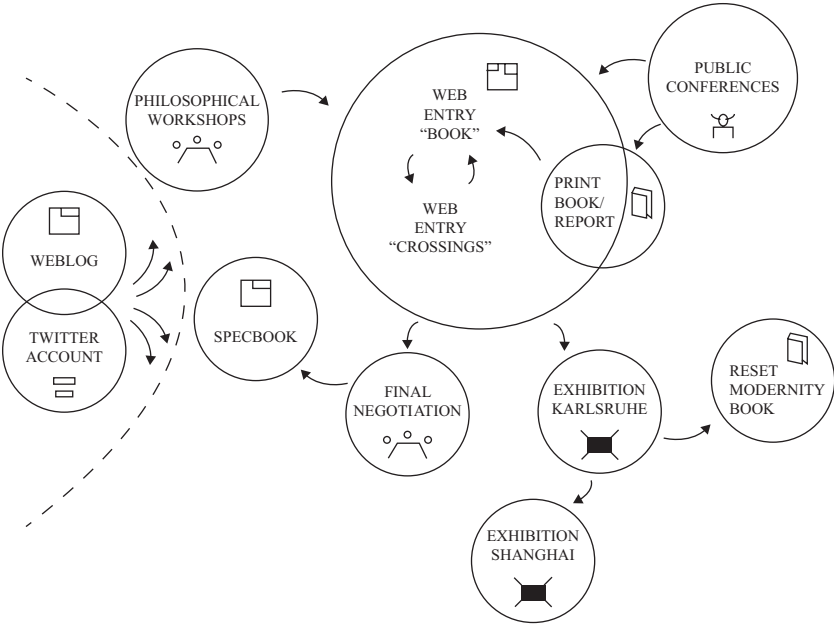 PHILOSOPHICAL
WORKSHOPS
WEB
ENTRY
“BOOK”
PUBLIC
CONFERENCES
PRINT
BOOK/
REPORT
WEB
ENTRY
“CROSSINGS”
WEBLOG
TWITTER
ACCOUNT
SPECBOOK
FINAL
NEGOTIATION
EXHIBITION
KARLSRUHE
RESET
MODERNITY
BOOK
EXHIBITION
SHANGHAI